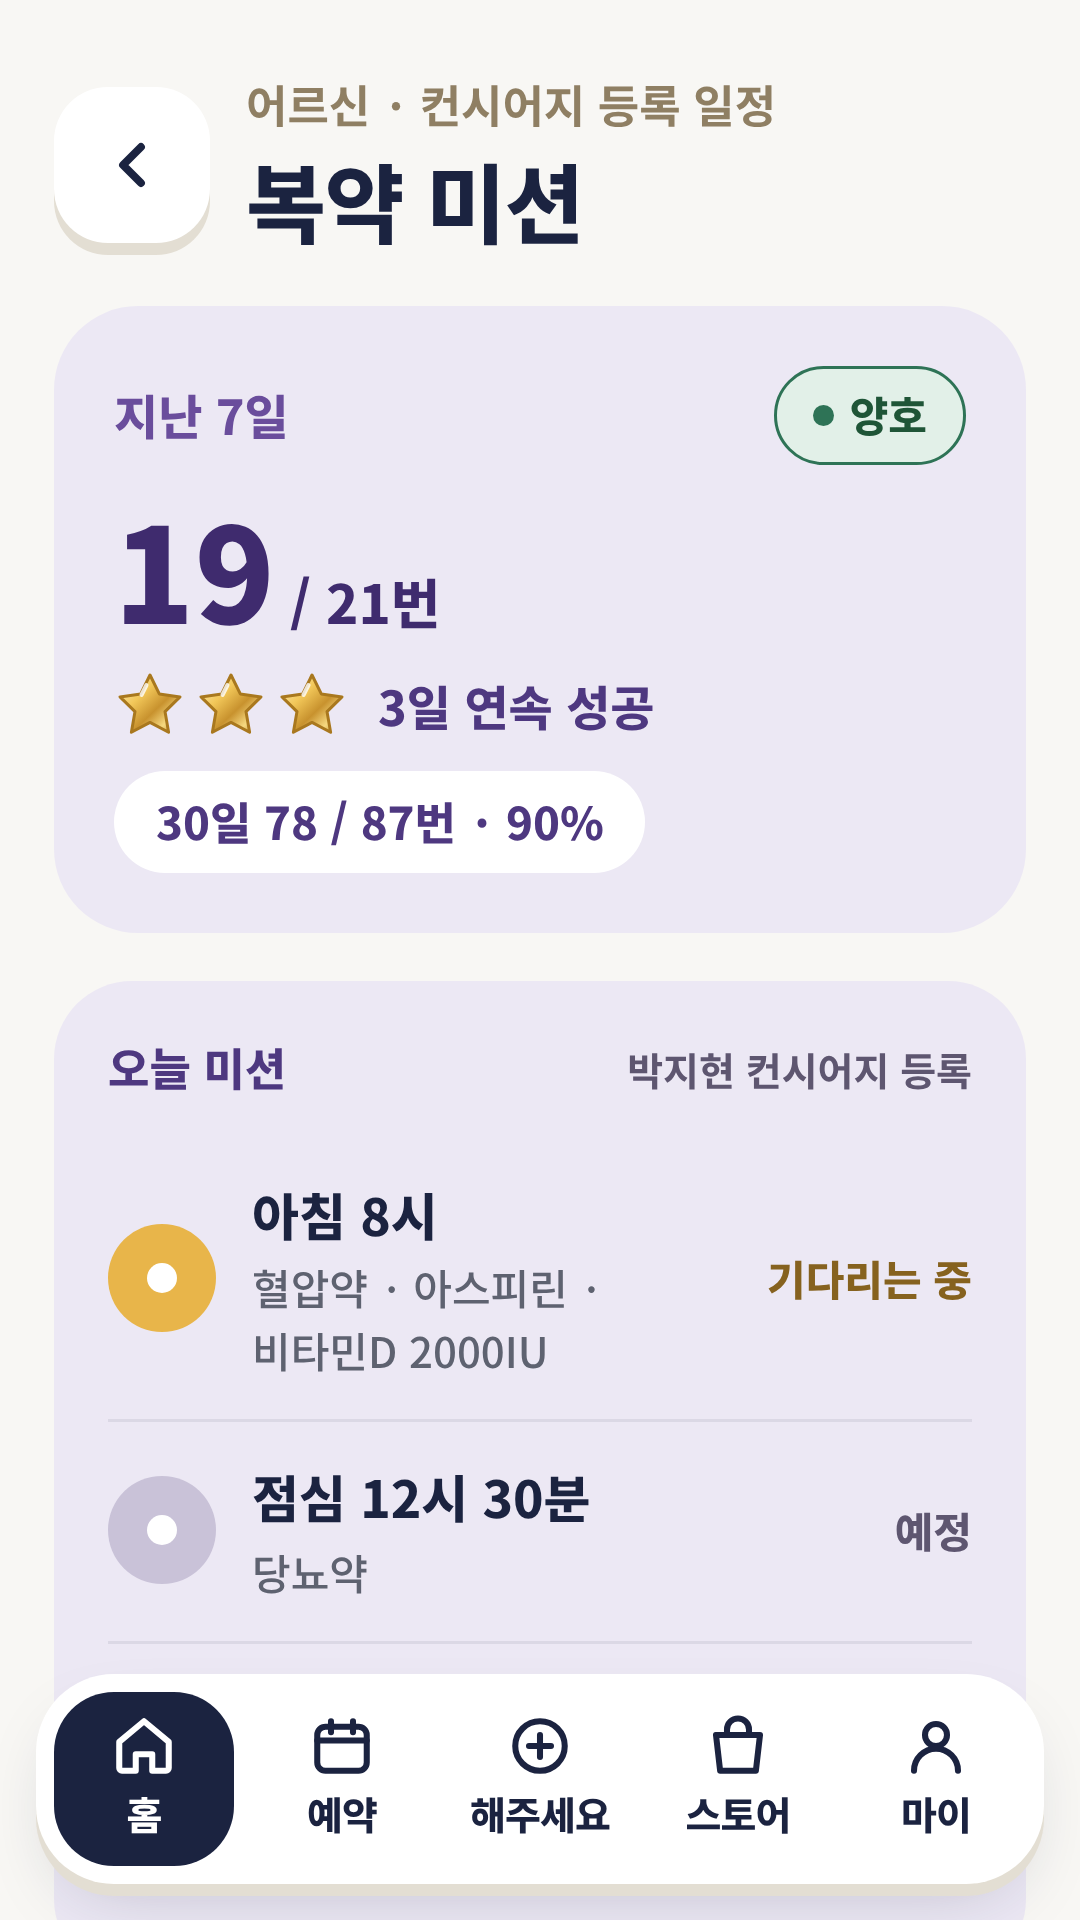 어르신 · 컨시어지 등록 일정
복약 미션
지난 7일
양호
19 / 21번
3일 연속 성공
30일 78 / 87번 · 90%
오늘 미션
박지현 컨시어지 등록
아침 8시
혈압약 · 아스피린 ·
비타민D 2000IU
기다리는 중
점심 12시 30분
당뇨약
예정
홈
예약
해주세요
스토어
마이